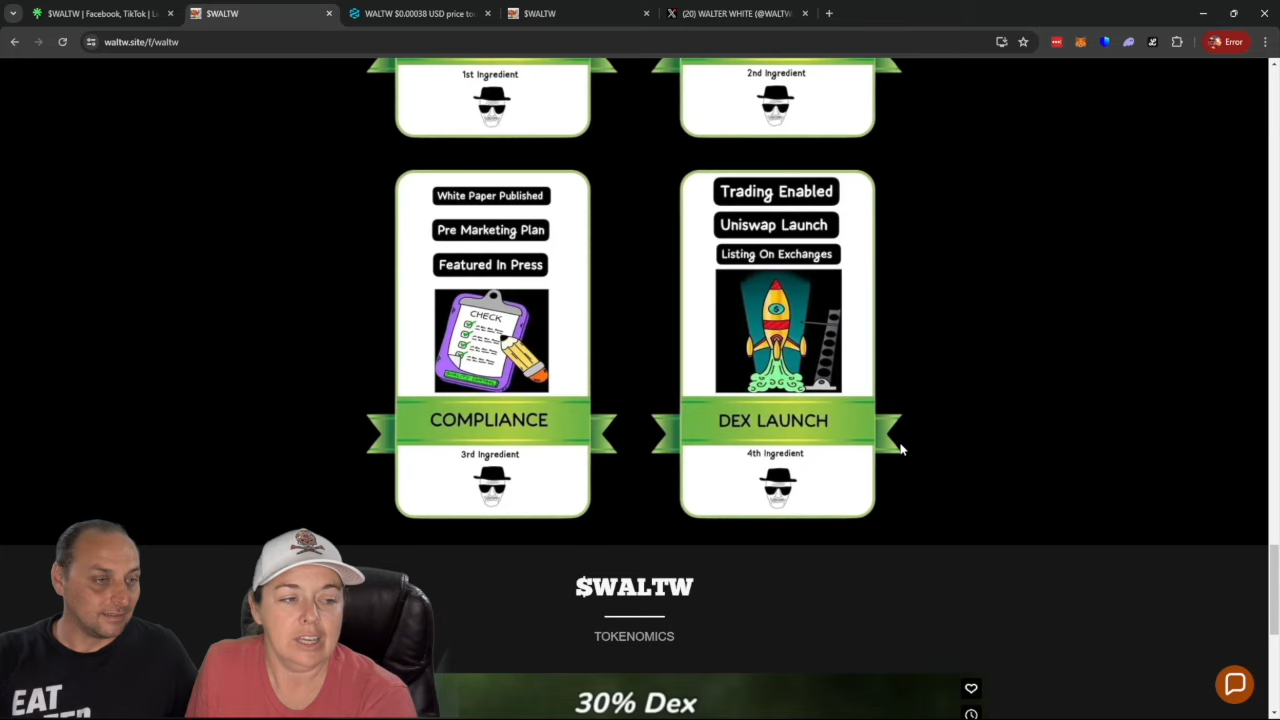 $WALTW | Facebook, TikTok | Li
$WALTW
WALTW $0.00038 USD price to
$WALTW
(20) WALTER WHITE (@WALTW
waltw.site/f/waltw
Error
1st Ingredient
2nd Ingredient
White Paper Published
Pre Marketing Plan
Featured In Press
CHECK
QUALITY CONTROL
COMPLIANCE
3rd Ingredient
Trading Enabled
Uniswap Launch
Listing On Exchanges
$
DEX LAUNCH
4th Ingredient
$WALTW
TOKENOMICS
30% Dex
EAT